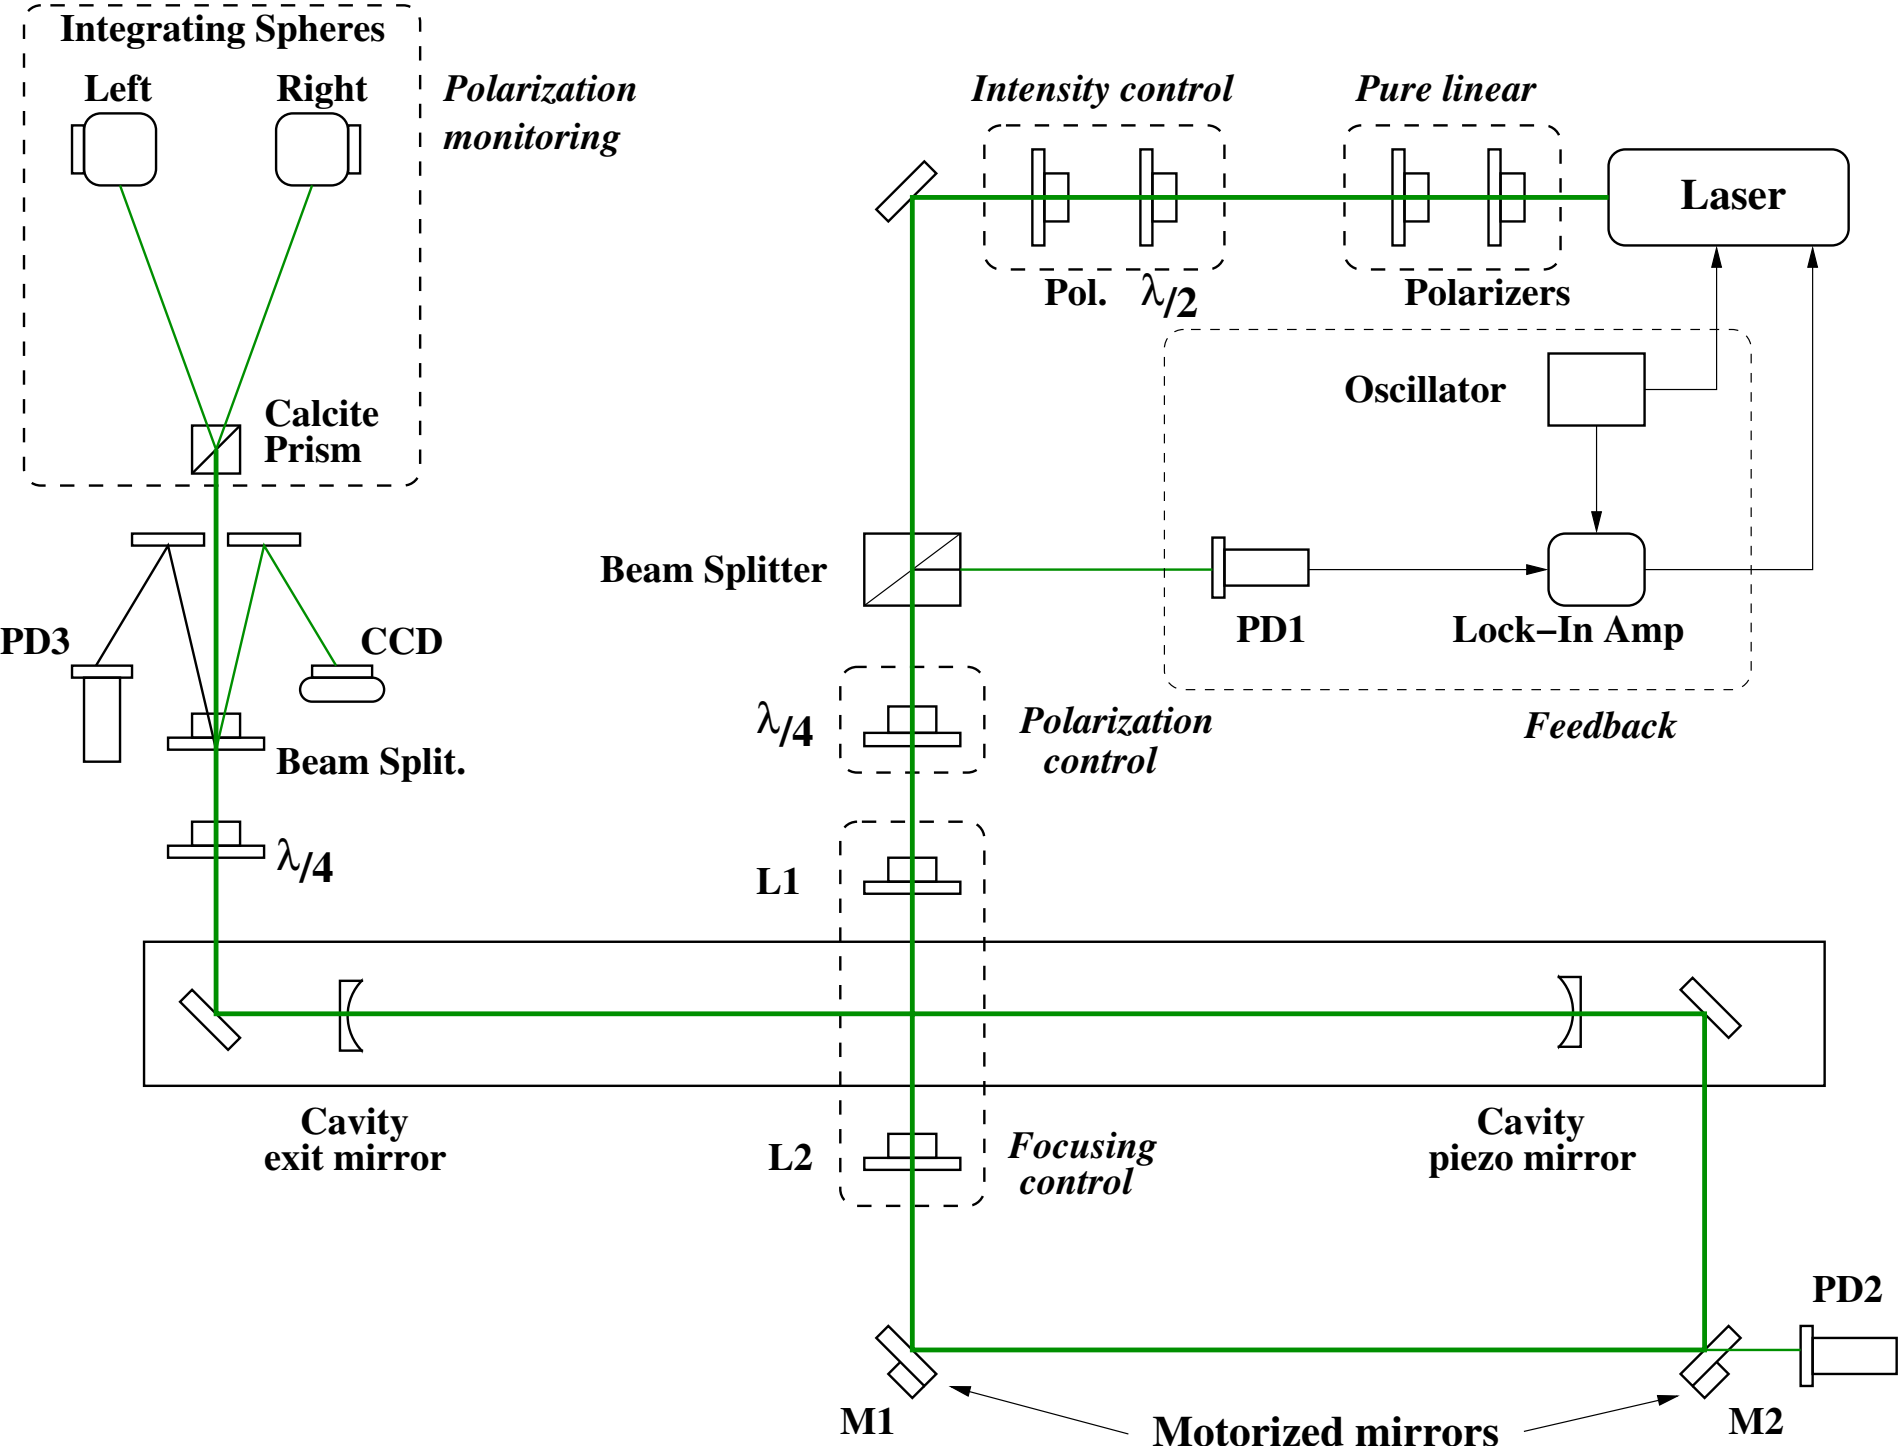 Integrating Spheres
Left
Right
Polarization
monitoring
Intensity control
Pure linear
Laser
Pol.
λ/2
Polarizers
Oscillator
Calcite
Prism
Beam Splitter
PD1
Lock–In Amp
Feedback
PD3
CCD
Beam Split.
λ/4
Polarization
control
λ/4
L1
Cavity
exit mirror
L2
Focusing
control
Cavity
piezo mirror
PD2
M1
Motorized mirrors
M2